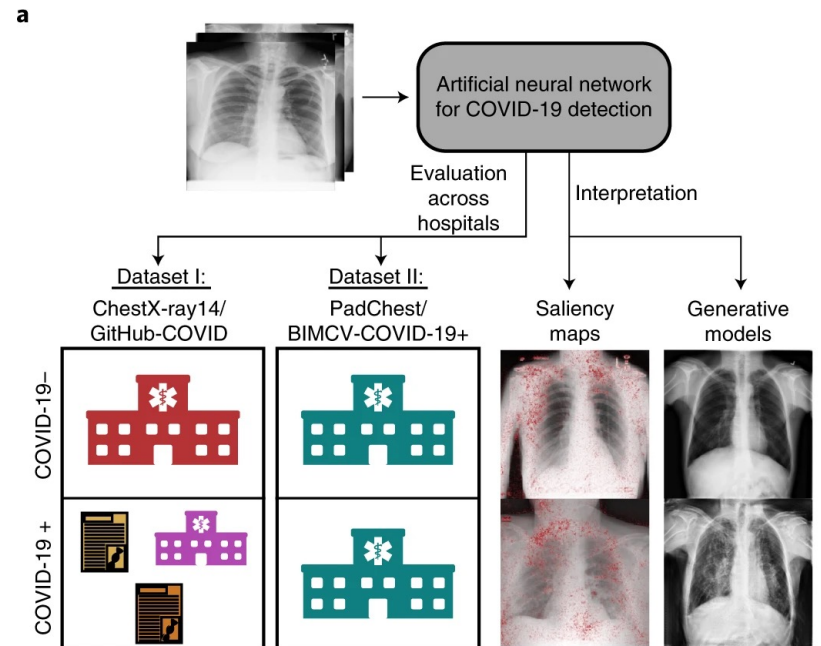 a
Artificial neural network
for COVID-19 detection
Evaluation
across
hospitals
Interpretation
Dataset I:
ChestX-ray14/
GitHub-COVID
Dataset II:
PadChest/
BIMCV-COVID-19+
Saliency
maps
Generative
models
COVID-19–
COVID-19 +